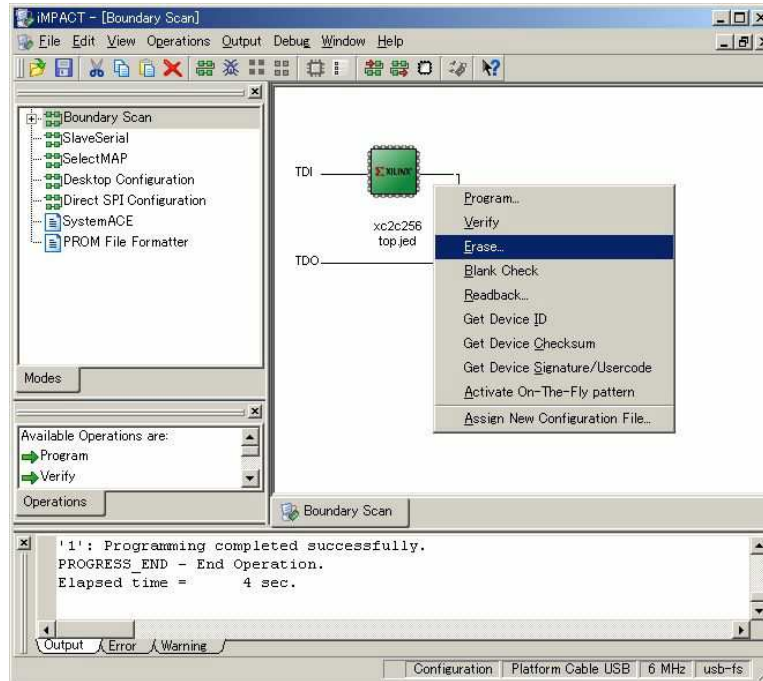 iMPACT - [Boundary Scan]
File Edit View Operations Output Debug Window Help
Boundary Scan
SlaveSerial
SelectMAP
Desktop Configuration
Direct SPI Configuration
SystemACE
PROM File Formatter
Modes
Available Operations are:
Program
Verify
Operations
TDI
XILINX
xc2c256
top.jed
TDO
Program...
Verify
Erase...
Blank Check
Readback...
Get Device ID
Get Device Checksum
Get Device Signature/Usercode
Activate On-The-Fly pattern
Assign New Configuration File...
Boundary Scan
'1': Programming completed successfully.
PROGRESS_END - End Operation.
Elapsed time =      4 sec.
Output Error Warning
Configuration Platform Cable USB 6 MHz usb-fs